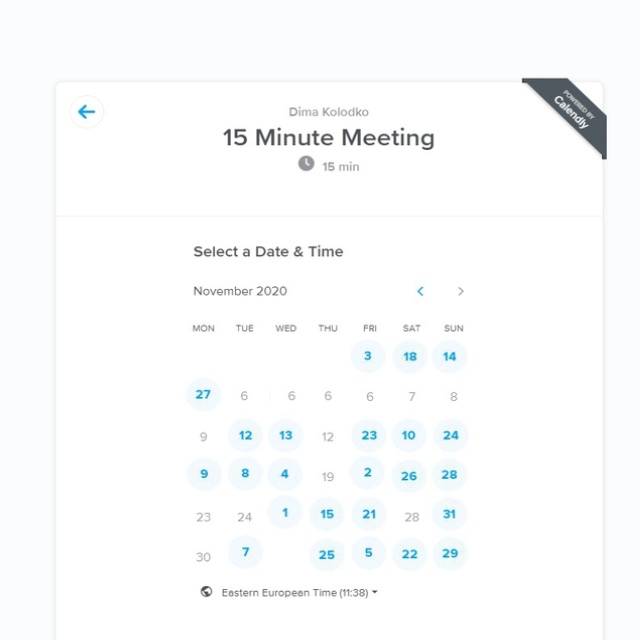 POWERED BY
Calendly
Dima Kolodko
15 Minute Meeting
15 min
Select a Date & Time
November 2020
MON TUE WED THU FRI SAT SUN
3 18 14
27 6 6 6 6 7 8
9 12 13 12 23 10 24
9 8 4 19 2 26 28
23 24 1 15 21 28 31
30 7 25 5 22 29
Eastern European Time (11:38)